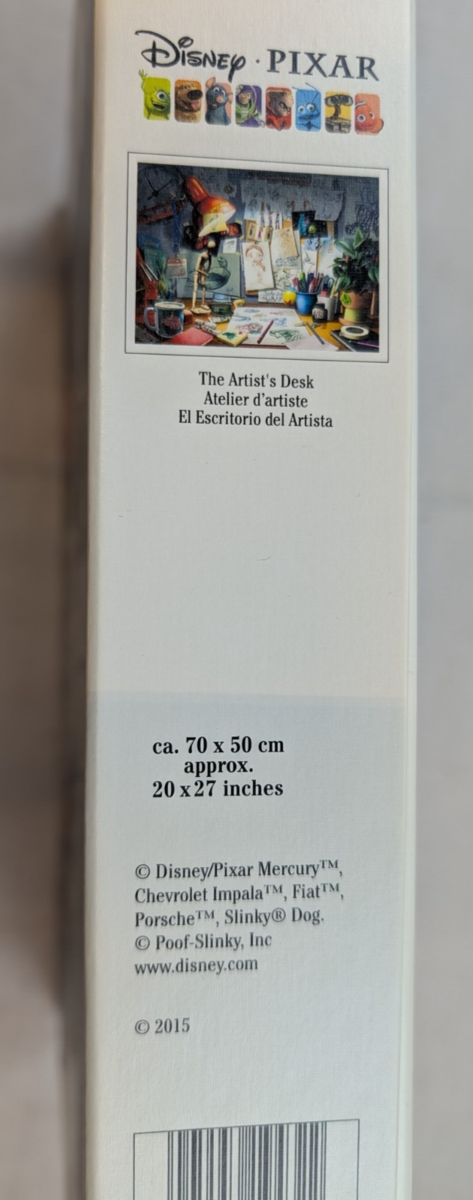 Disney · PIXAR
The Artist's Desk
Atelier d'artiste
El Escritorio del Artista
ca. 70 x 50 cm
approx.
20 x 27 inches
© Disney/Pixar Mercury™,
Chevrolet Impala™, Fiat™,
Porsche™, Slinky® Dog.
© Poof-Slinky, Inc
www.disney.com
© 2015